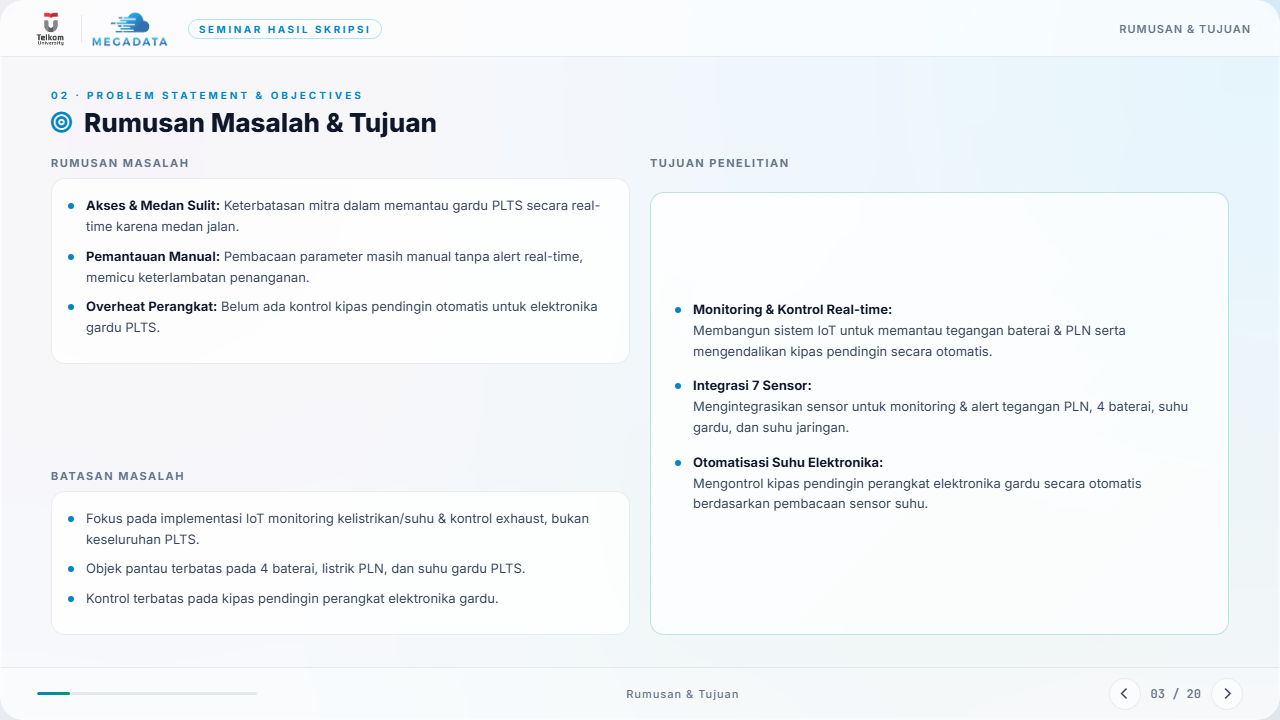 Telkom
University
MEGADATA
SEMINAR HASIL SKRIPSI
RUMUSAN & TUJUAN
02 · PROBLEM STATEMENT & OBJECTIVES
Rumusan Masalah & Tujuan
RUMUSAN MASALAH
Akses & Medan Sulit: Keterbatasan mitra dalam memantau gardu PLTS secara real-
time karena medan jalan.
Pemantauan Manual: Pembacaan parameter masih manual tanpa alert real-time,
memicu keterlambatan penanganan.
Overheat Perangkat: Belum ada kontrol kipas pendingin otomatis untuk elektronika
gardu PLTS.
BATASAN MASALAH
Fokus pada implementasi IoT monitoring kelistrikan/suhu & kontrol exhaust, bukan
keseluruhan PLTS.
Objek pantau terbatas pada 4 baterai, listrik PLN, dan suhu gardu PLTS.
Kontrol terbatas pada kipas pendingin perangkat elektronika gardu.
TUJUAN PENELITIAN
Monitoring & Kontrol Real-time:
Membangun sistem IoT untuk memantau tegangan baterai & PLN serta
mengendalikan kipas pendingin secara otomatis.
Integrasi 7 Sensor:
Mengintegrasikan sensor untuk monitoring & alert tegangan PLN, 4 baterai, suhu
gardu, dan suhu jaringan.
Otomatisasi Suhu Elektronika:
Mengontrol kipas pendingin perangkat elektronika gardu secara otomatis
berdasarkan pembacaan sensor suhu.
Rumusan & Tujuan
03 / 20